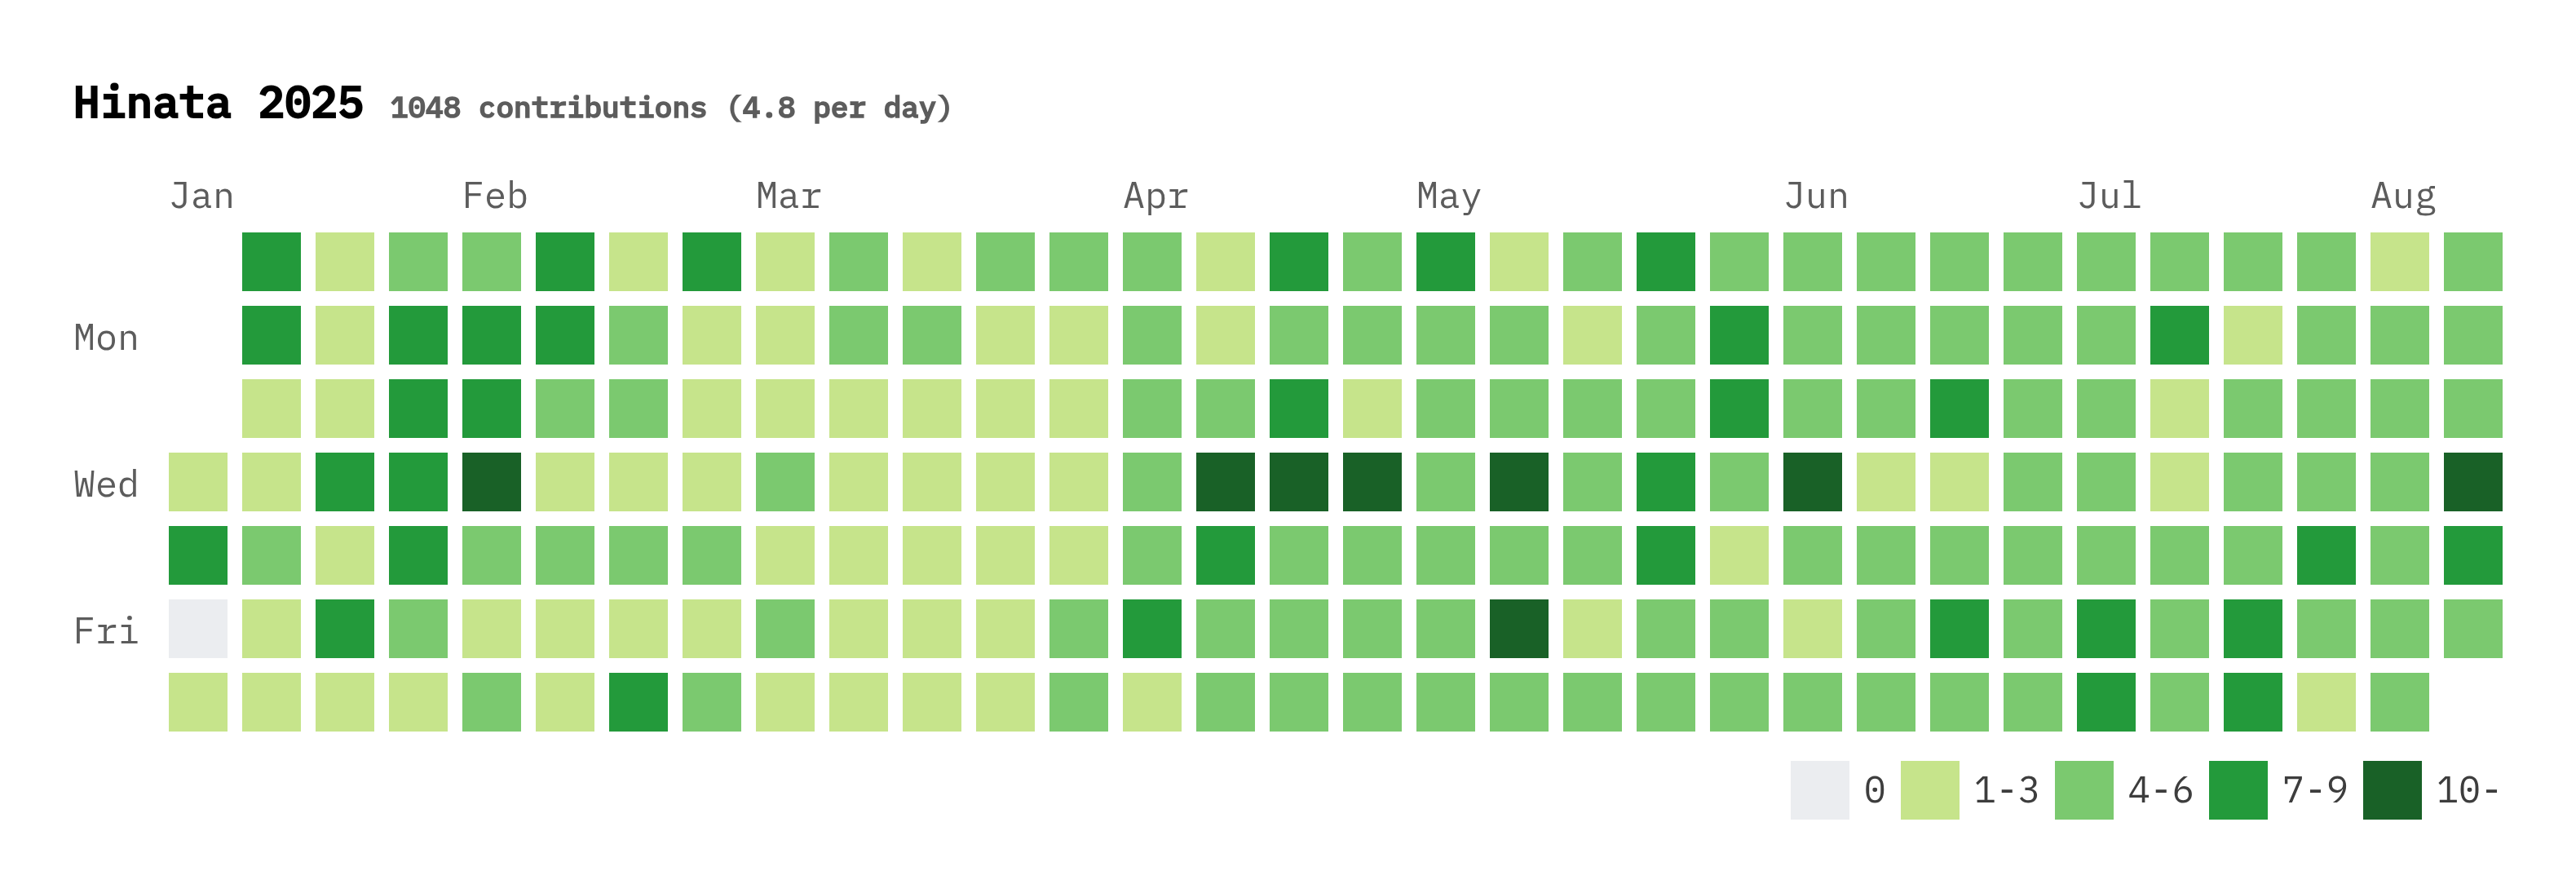 Hinata 2025 1048 contributions (4.8 per day)
Jan Feb Mar Apr May Jun Jul Aug
Mon
Wed
Fri
0 1-3 4-6 7-9 10-